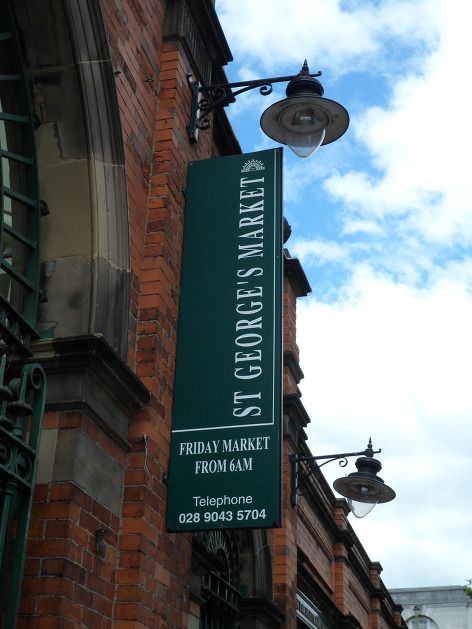 ST GEORGE'S MARKET
FRIDAY MARKET
FROM 6AM
Telephone
028 9043 5704